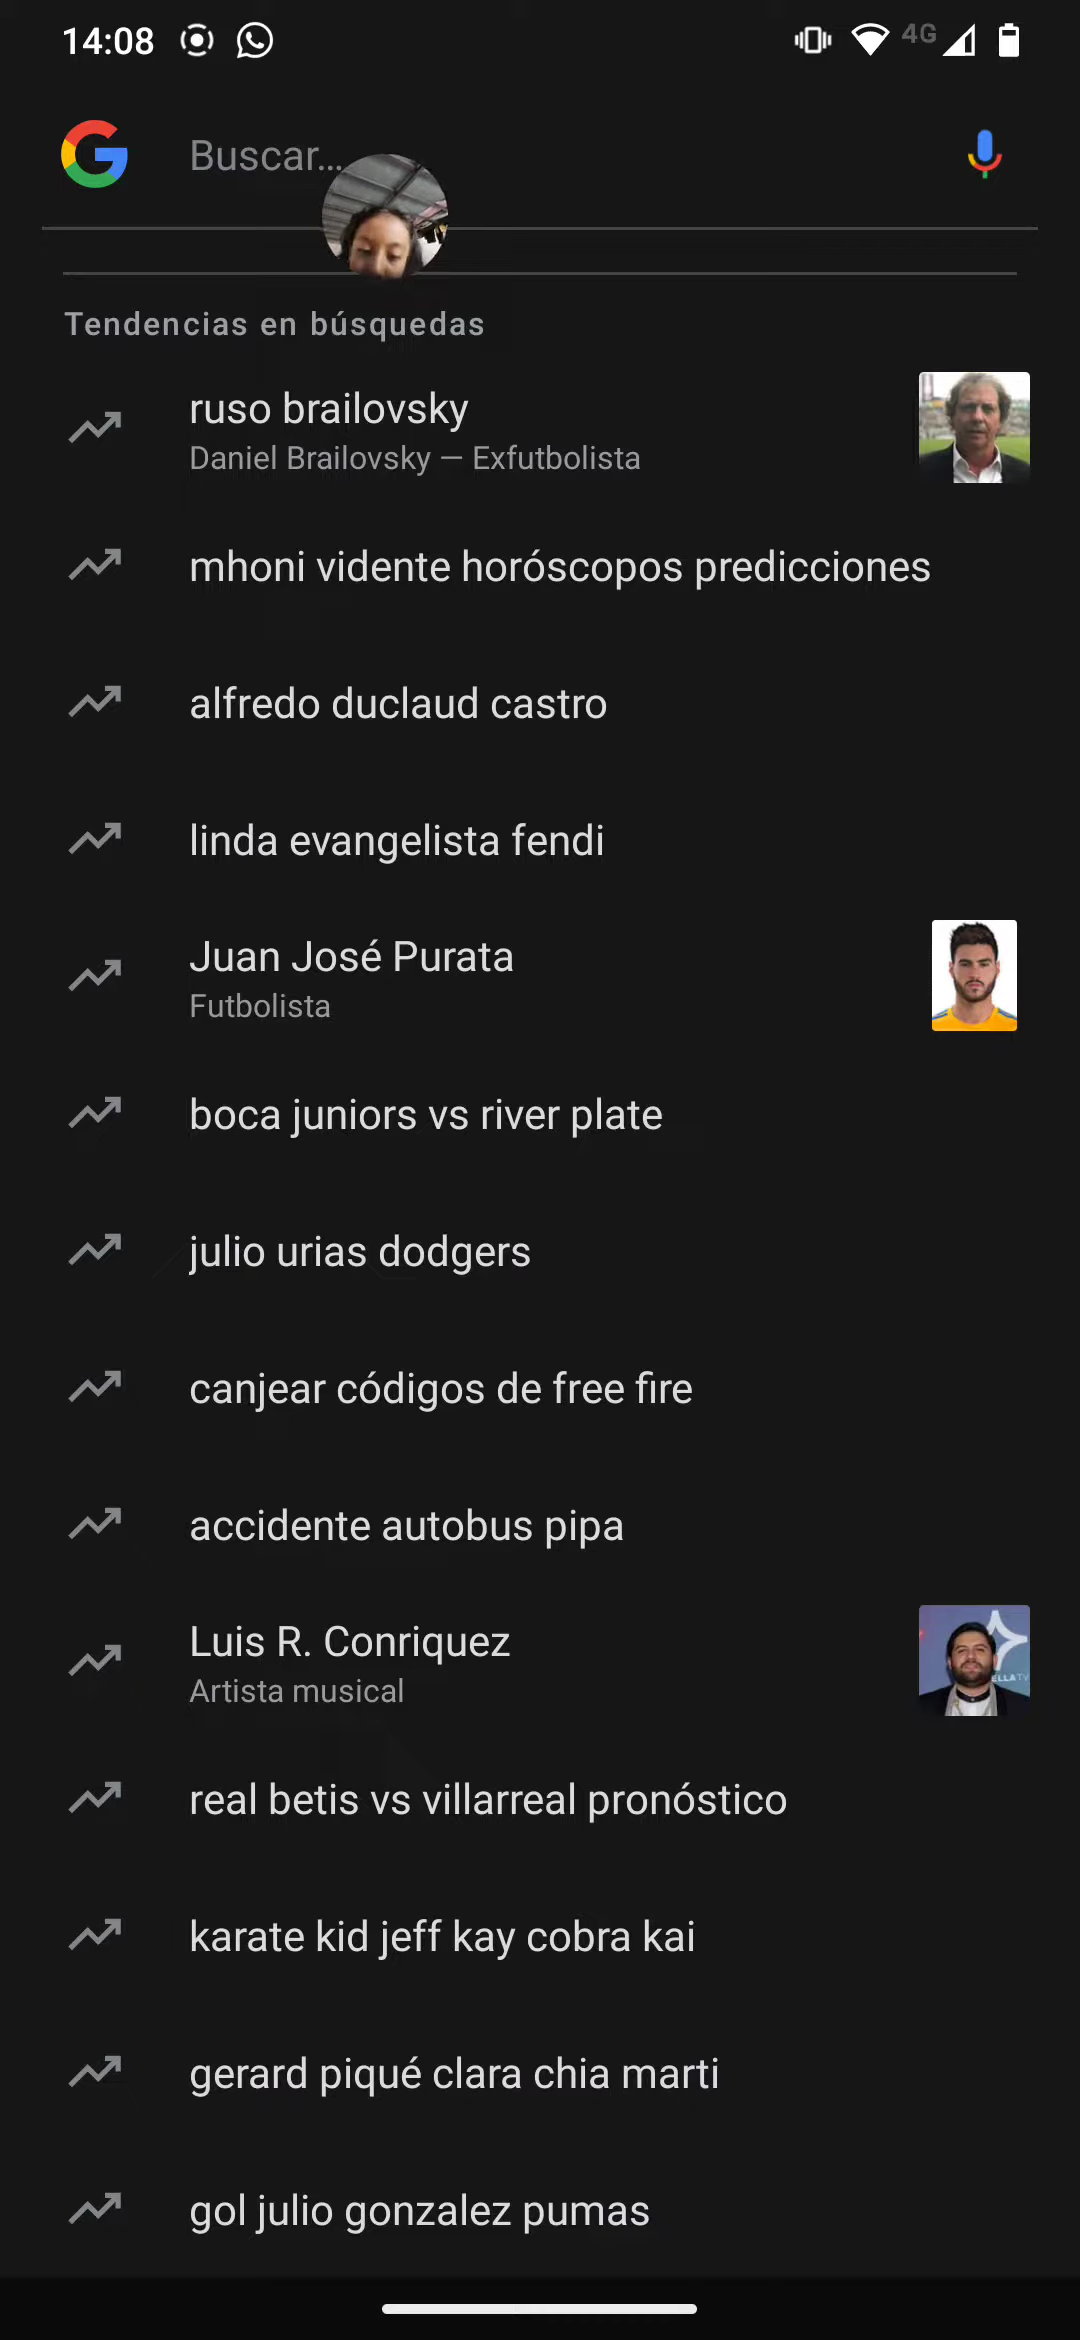 14:08
4G
Buscar...
Tendencias en búsquedas
ruso brailovsky
Daniel Brailovsky — Exfutbolista
mhoni vidente horóscopos predicciones
alfredo duclaud castro
linda evangelista fendi
Juan José Purata
Futbolista
boca juniors vs river plate
julio urias dodgers
canjear códigos de free fire
accidente autobus pipa
Luis R. Conriquez
Artista musical
ELLATV
real betis vs villarreal pronóstico
karate kid jeff kay cobra kai
gerard piqué clara chia marti
gol julio gonzalez pumas